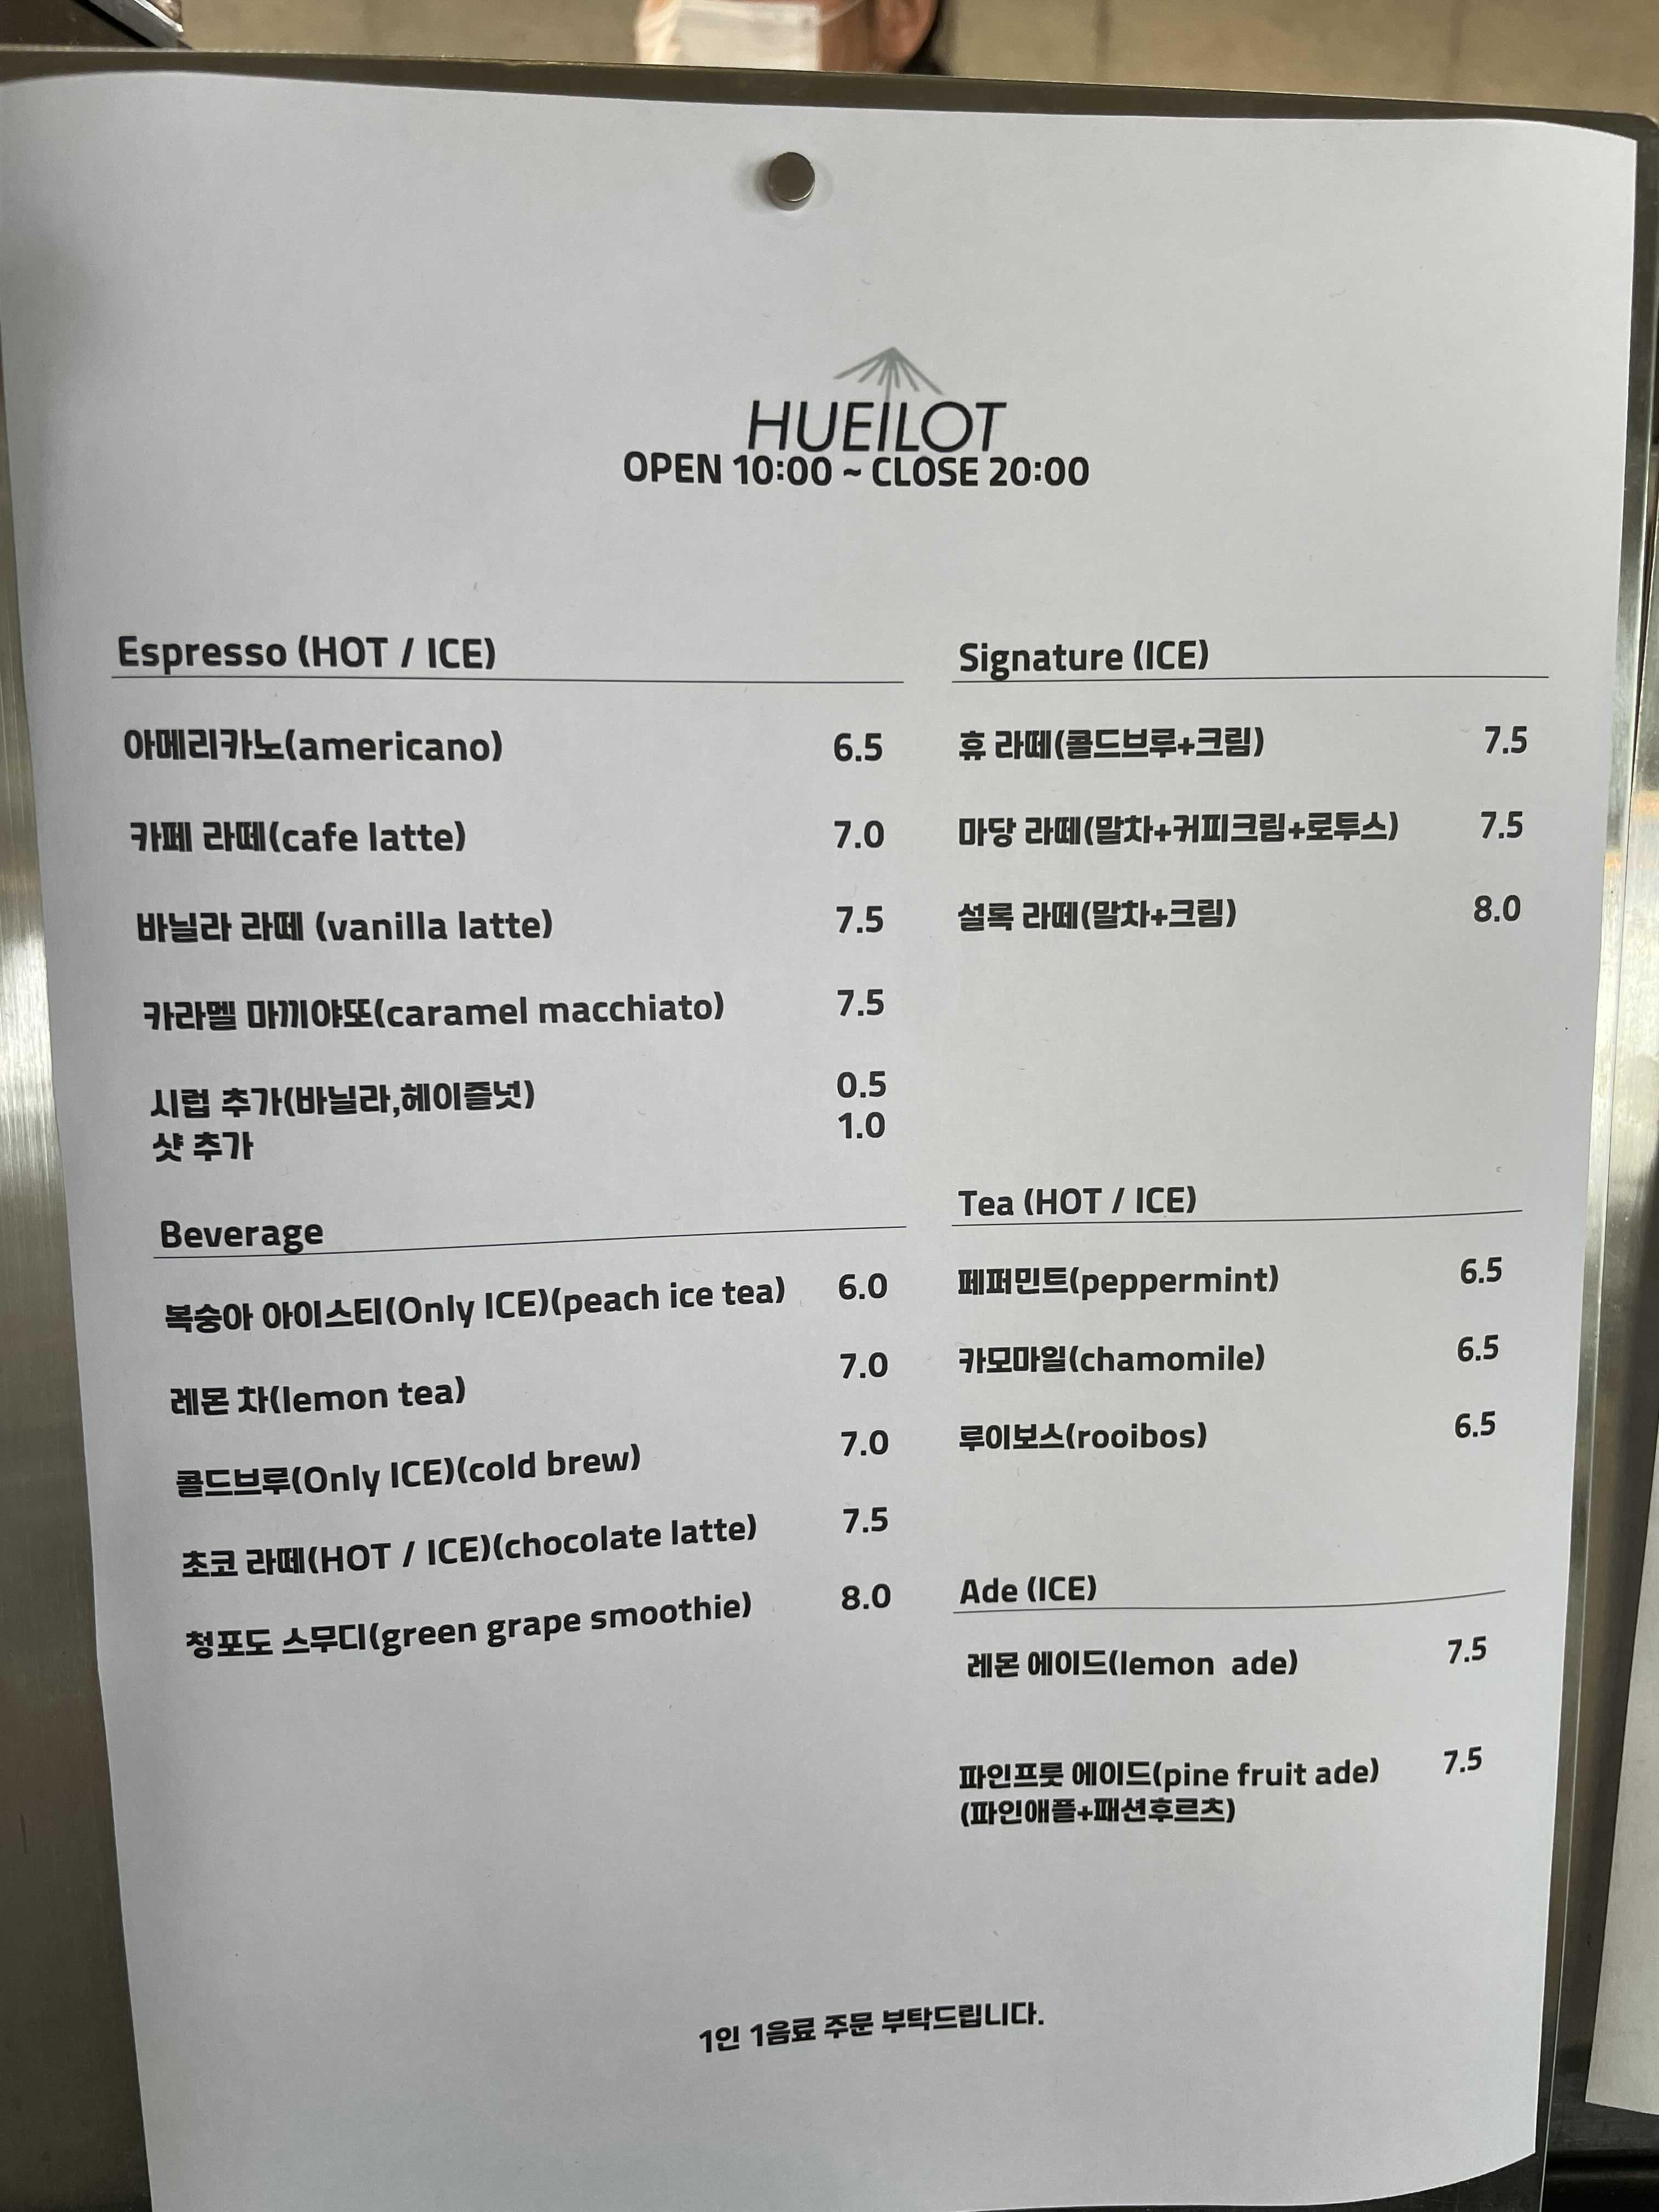 HUEILOT
OPEN 10:00 ~ CLOSE 20:00
Espresso (HOT / ICE)
아메리카노(americano) 6.5
카페 라떼(cafe latte) 7.0
바닐라 라떼 (vanilla latte) 7.5
카라멜 마끼야또(caramel macchiato) 7.5
시럽 추가(바닐라,헤이즐넛) 0.5
샷 추가 1.0
Beverage
복숭아 아이스티(Only ICE)(peach ice tea) 6.0
레몬 차(lemon tea) 7.0
콜드브루(Only ICE)(cold brew) 7.0
초코 라떼(HOT / ICE)(chocolate latte) 7.5
청포도 스무디(green grape smoothie) 8.0
Signature (ICE)
휴 라떼(콜드브루+크림) 7.5
마당 라떼(말차+커피크림+로투스) 7.5
설록 라떼(말차+크림) 8.0
Tea (HOT / ICE)
페퍼민트(peppermint) 6.5
카모마일(chamomile) 6.5
루이보스(rooibos) 6.5
Ade (ICE)
레몬 에이드(lemon ade) 7.5
파인프룻 에이드(pine fruit ade) 7.5
(파인애플+패션후르츠)
1인 1음료 주문 부탁드립니다.